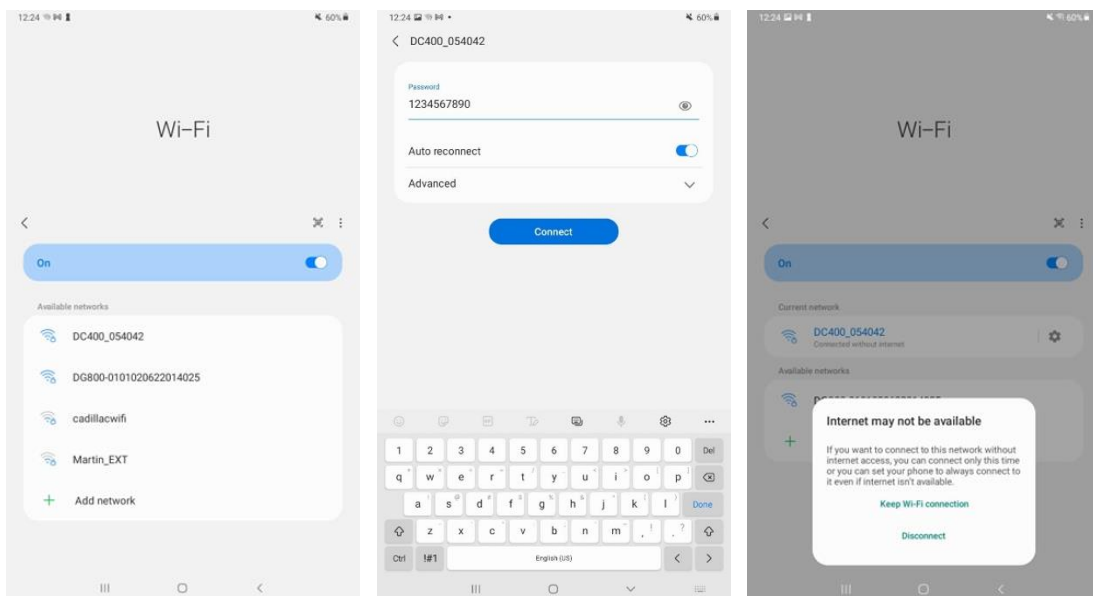 12:24
60%
Wi-Fi
On
Available networks
DC400_054042
DG800-0101020622014025
cadillacwifi
Martin_EXT
+ Add network
12:24
60%
DC400_054042
Password
1234567890
Auto reconnect
Advanced
Connect
1 2 3 4 5 6 7 8 9 0 Del
q w e r t y u i o p
a s d f g h j k l Done
z x c v b n m , ! . ?
Ctrl !#1 English (US) < >
12:24
60%
Wi-Fi
On
Current network
DC400_054042
Connected without internet
Available networks
+
Internet may not be available
If you want to connect to this network without
internet access, you can connect only this time
or you can set your phone to always connect to
it even if internet isn't available.
Keep Wi-Fi connection
Disconnect